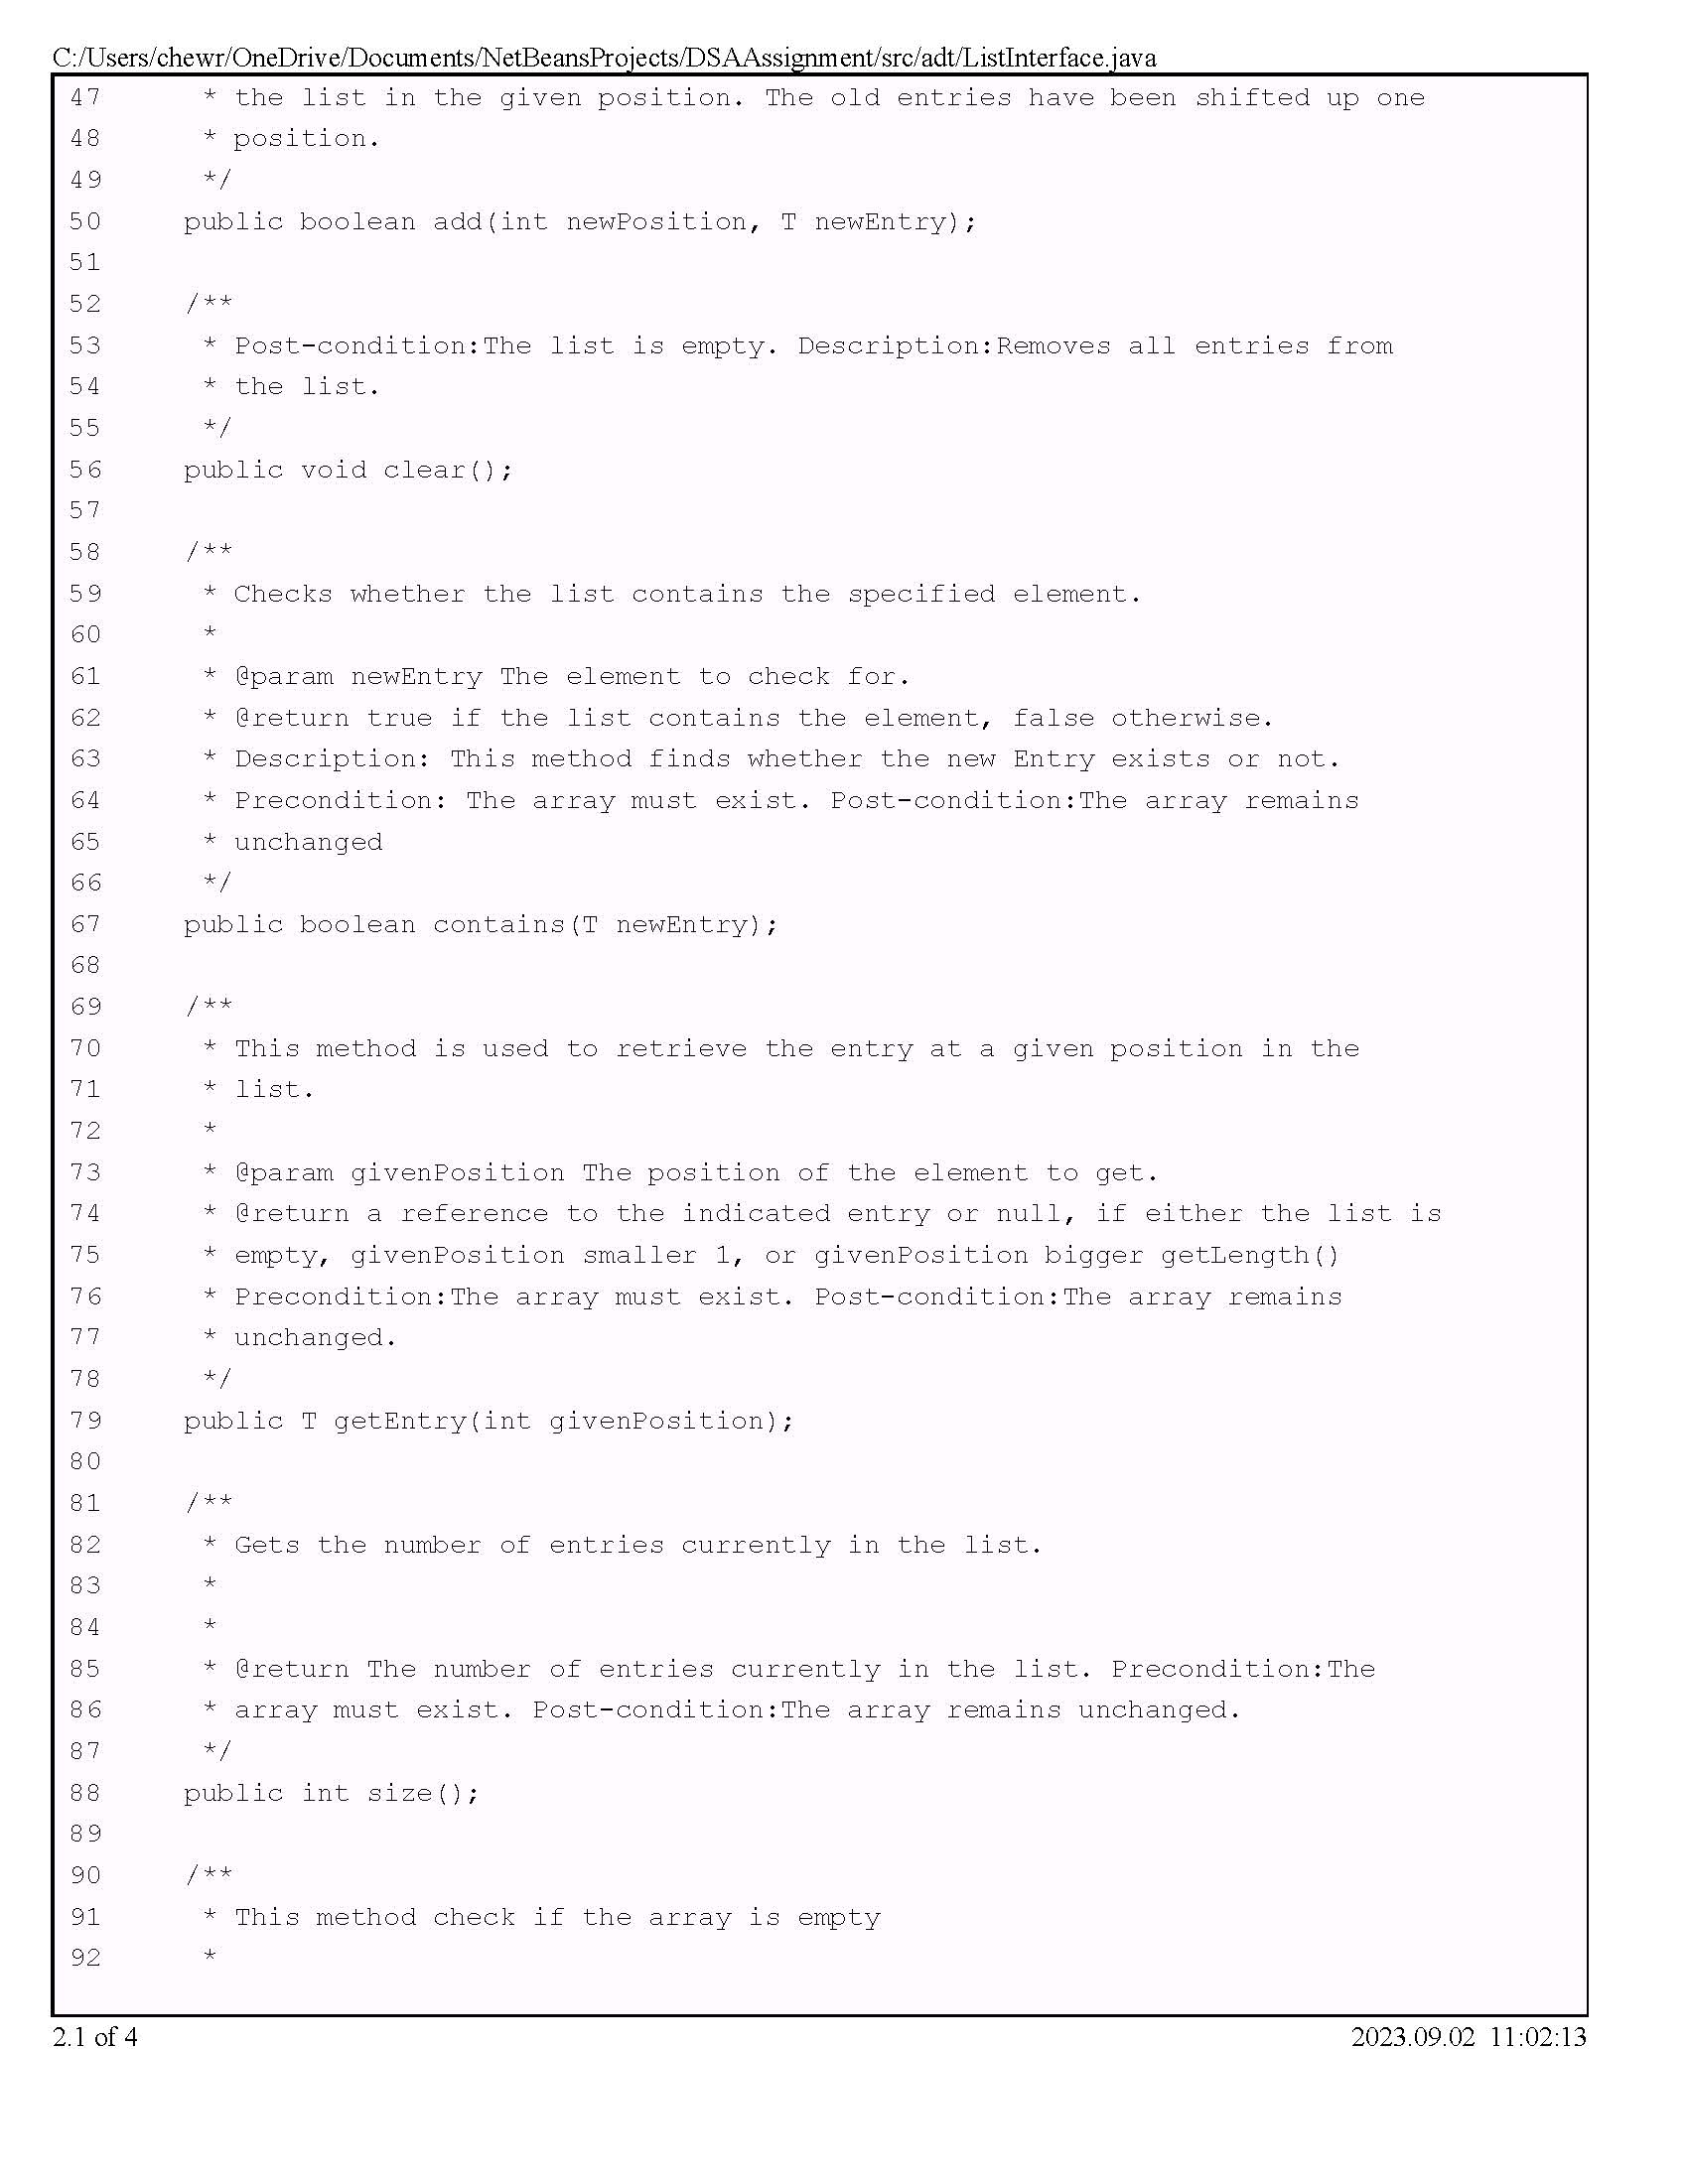 C:/Users/chewr/OneDrive/Documents/NetBeansProjects/DSAAssignment/src/adt/ListInterface.java
47      * the list in the given position. The old entries have been shifted up one
48      * position.
49      */
50     public boolean add(int newPosition, T newEntry);
51
52     /**
53      * Post-condition:The list is empty. Description:Removes all entries from
54      * the list.
55      */
56     public void clear();
57
58     /**
59      * Checks whether the list contains the specified element.
60      *
61      * @param newEntry The element to check for.
62      * @return true if the list contains the element, false otherwise.
63      * Description: This method finds whether the new Entry exists or not.
64      * Precondition: The array must exist. Post-condition:The array remains
65      * unchanged
66      */
67     public boolean contains(T newEntry);
68
69     /**
70      * This method is used to retrieve the entry at a given position in the
71      * list.
72      *
73      * @param givenPosition The position of the element to get.
74      * @return a reference to the indicated entry or null, if either the list is
75      * empty, givenPosition smaller 1, or givenPosition bigger getLength()
76      * Precondition:The array must exist. Post-condition:The array remains
77      * unchanged.
78      */
79     public T getEntry(int givenPosition);
80
81     /**
82      * Gets the number of entries currently in the list.
83      *
84      *
85      * @return The number of entries currently in the list. Precondition:The
86      * array must exist. Post-condition:The array remains unchanged.
87      */
88     public int size();
89
90     /**
91      * This method check if the array is empty
92      *
2.1 of 4 2023.09.02 11:02:13